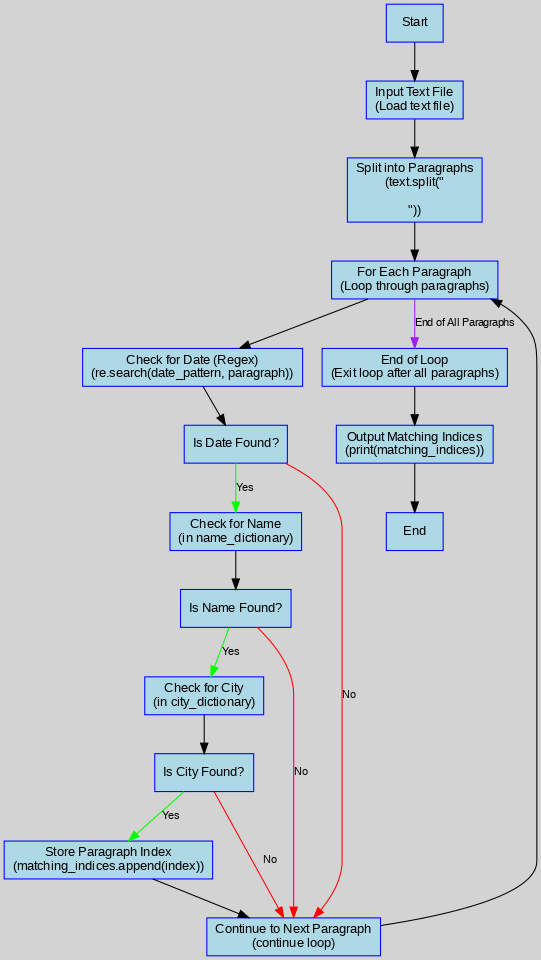 Start
Input Text File
(Load text file)
Split into Paragraphs
(text.split("
"))
For Each Paragraph
(Loop through paragraphs)
End of All Paragraphs
Check for Date (Regex)
(re.search(date_pattern, paragraph))
End of Loop
(Exit loop after all paragraphs)
Is Date Found?
Output Matching Indices
(print(matching_indices))
Yes
Check for Name
(in name_dictionary)
End
Is Name Found?
Yes
No
Check for City
(in city_dictionary)
Is City Found?
No
Yes
No
Store Paragraph Index
(matching_indices.append(index))
Continue to Next Paragraph
(continue loop)